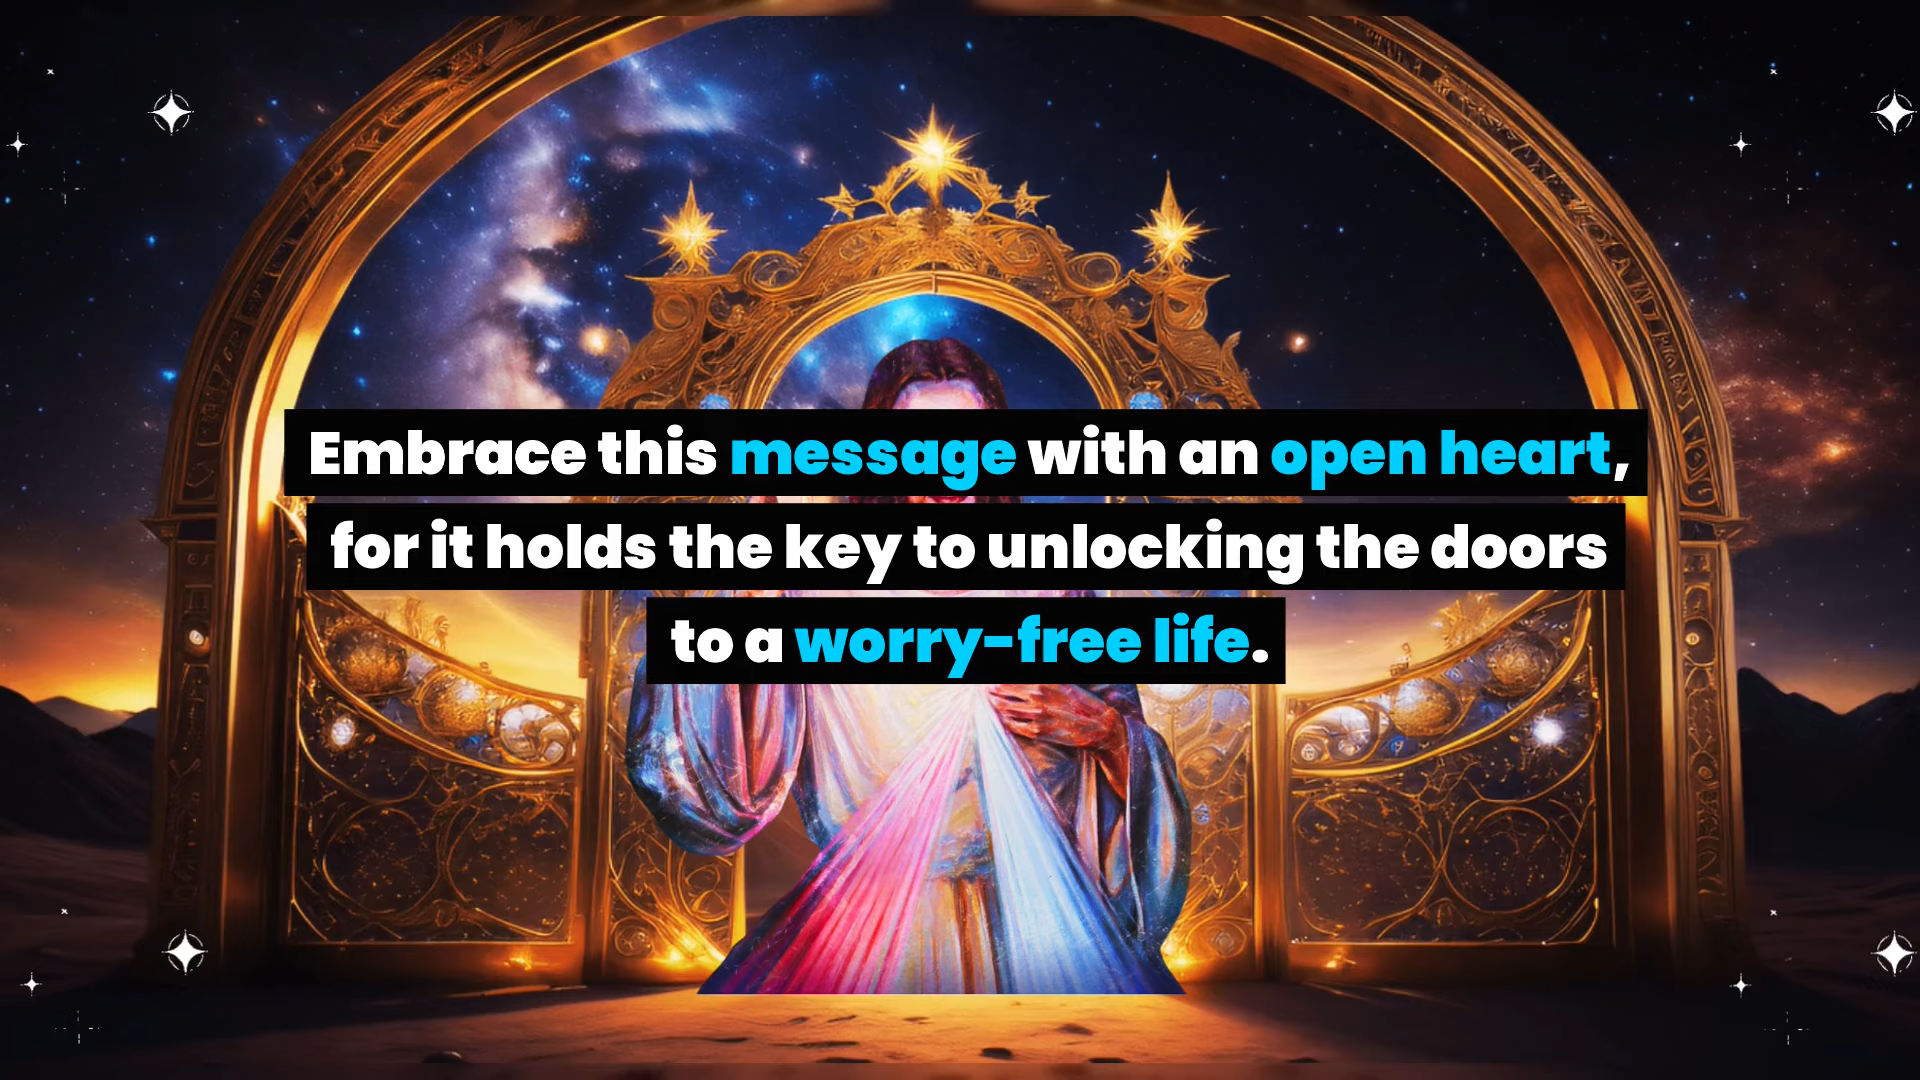 Embrace this message with an open heart,
for it holds the key to unlocking the doors
to a worry-free life.